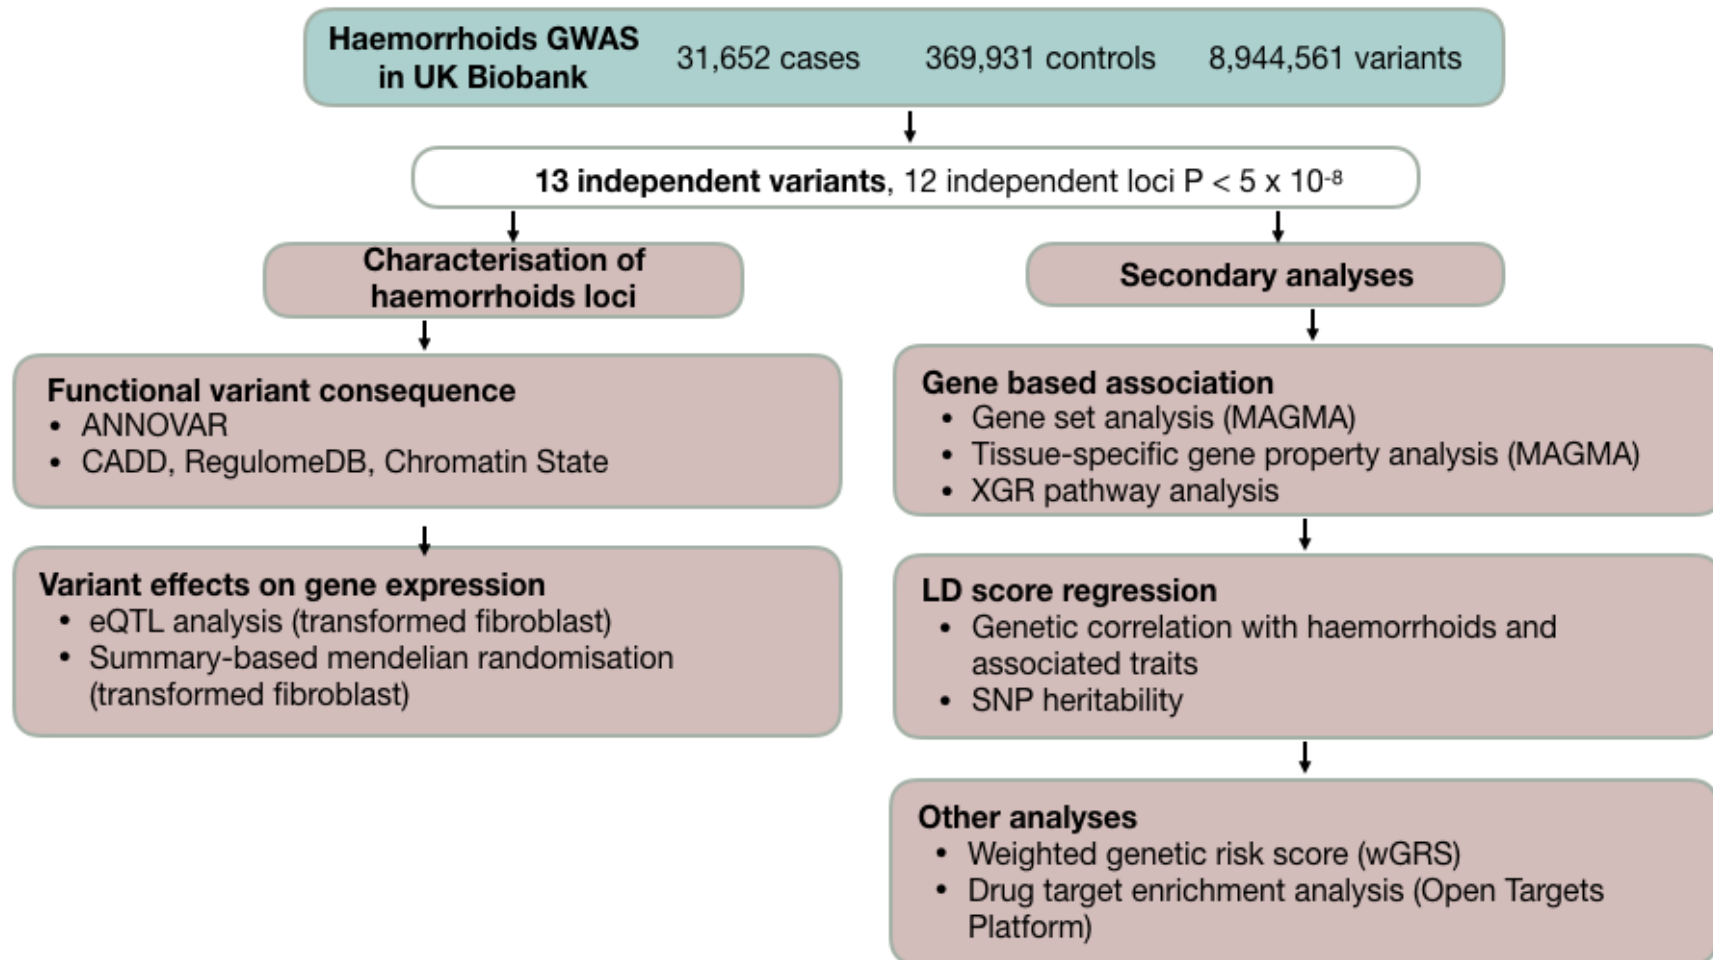 Haemorrhoids GWAS
in UK Biobank
31,652 cases
369,931 controls
8,944,561 variants
13 independent variants, 12 independent loci P < 5 x 10⁻⁸
Characterisation of
haemorrhoids loci
Functional variant consequence
• ANNOVAR
• CADD, RegulomeDB, Chromatin State
Variant effects on gene expression
• eQTL analysis (transformed fibroblast)
• Summary-based mendelian randomisation
(transformed fibroblast)
Secondary analyses
Gene based association
• Gene set analysis (MAGMA)
• Tissue-specific gene property analysis (MAGMA)
• XGR pathway analysis
LD score regression
• Genetic correlation with haemorrhoids and
associated traits
• SNP heritability
Other analyses
• Weighted genetic risk score (wGRS)
• Drug target enrichment analysis (Open Targets
Platform)